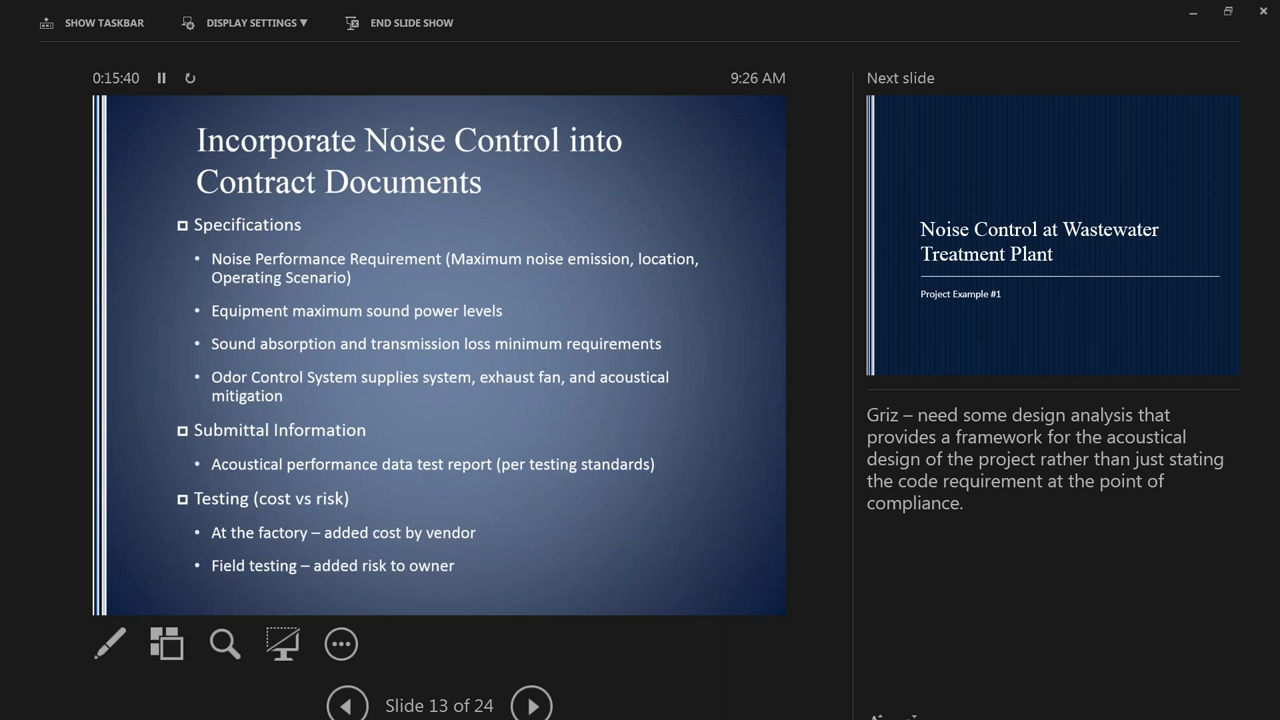 SHOW TASKBAR
DISPLAY SETTINGS ▼
END SLIDE SHOW
0:15:40
9:26 AM
Incorporate Noise Control into
Contract Documents
Specifications
• Noise Performance Requirement (Maximum noise emission, location,
Operating Scenario)
• Equipment maximum sound power levels
• Sound absorption and transmission loss minimum requirements
• Odor Control System supplies system, exhaust fan, and acoustical
mitigation
Submittal Information
• Acoustical performance data test report (per testing standards)
Testing (cost vs risk)
• At the factory – added cost by vendor
• Field testing – added risk to owner
Slide 13 of 24
Next slide
Noise Control at Wastewater
Treatment Plant
Project Example #1
Griz – need some design analysis that
provides a framework for the acoustical
design of the project rather than just stating
the code requirement at the point of
compliance.